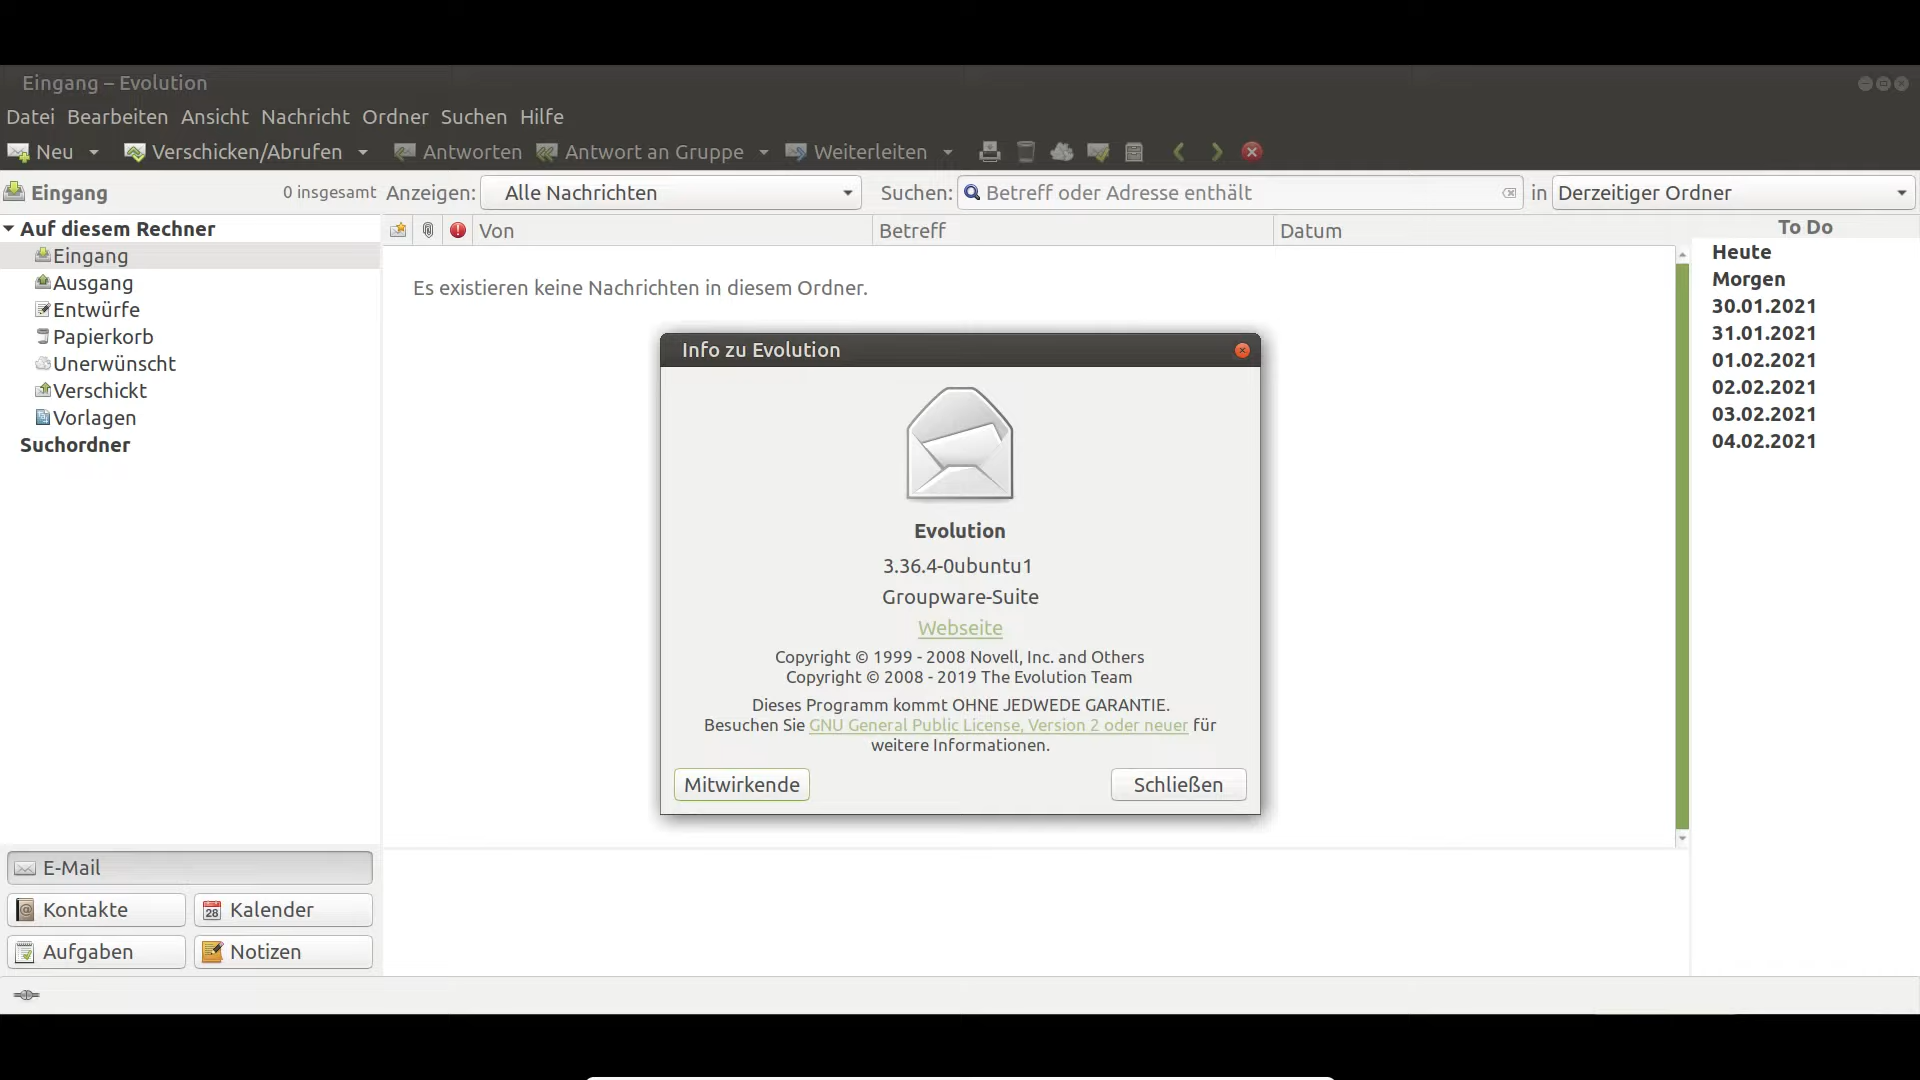 Eingang – Evolution
Datei Bearbeiten Ansicht Nachricht Ordner Suchen Hilfe
Neu Verschicken/Abrufen Antworten Antwort an Gruppe Weiterleiten
Eingang 0 insgesamt Anzeigen: Alle Nachrichten Suchen: Betreff oder Adresse enthält in Derzeitiger Ordner
Auf diesem Rechner
Eingang
Ausgang
Entwürfe
Papierkorb
Unerwünscht
Verschickt
Vorlagen
Suchordner
Von Betreff Datum
Es existieren keine Nachrichten in diesem Ordner.
To Do
Heute
Morgen
30.01.2021
31.01.2021
01.02.2021
02.02.2021
03.02.2021
04.02.2021
Info zu Evolution
Evolution
3.36.4-0ubuntu1
Groupware-Suite
Webseite
Copyright © 1999 - 2008 Novell, Inc. and Others
Copyright © 2008 - 2019 The Evolution Team
Dieses Programm kommt OHNE JEDWEDE GARANTIE.
Besuchen Sie GNU General Public License, Version 2 oder neuer für
weitere Informationen.
Mitwirkende Schließen
E-Mail
Kontakte 28 Kalender
Aufgaben Notizen